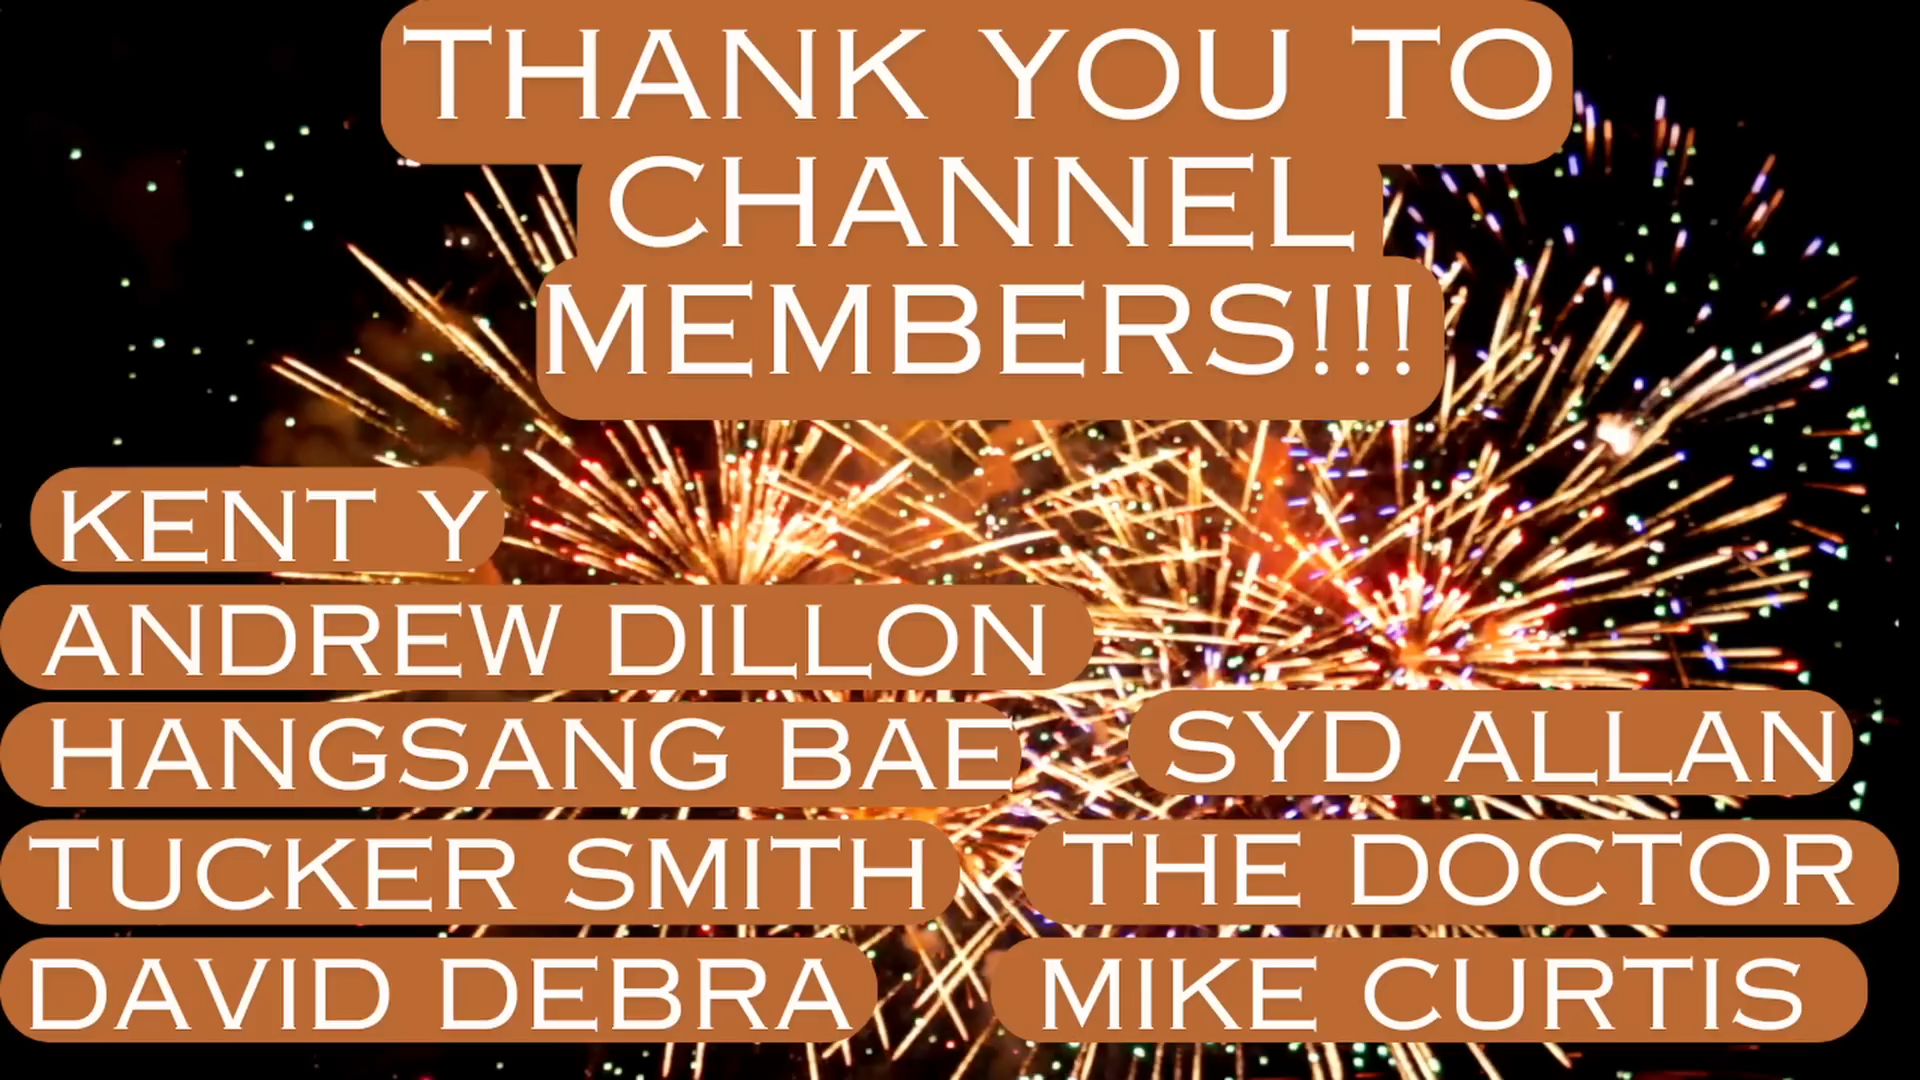 THANK YOU TO
CHANNEL
MEMBERS!!!
KENT Y
ANDREW DILLON
HANGSANG BAE
TUCKER SMITH
DAVID DEBRA
SYD ALLAN
THE DOCTOR
MIKE CURTIS